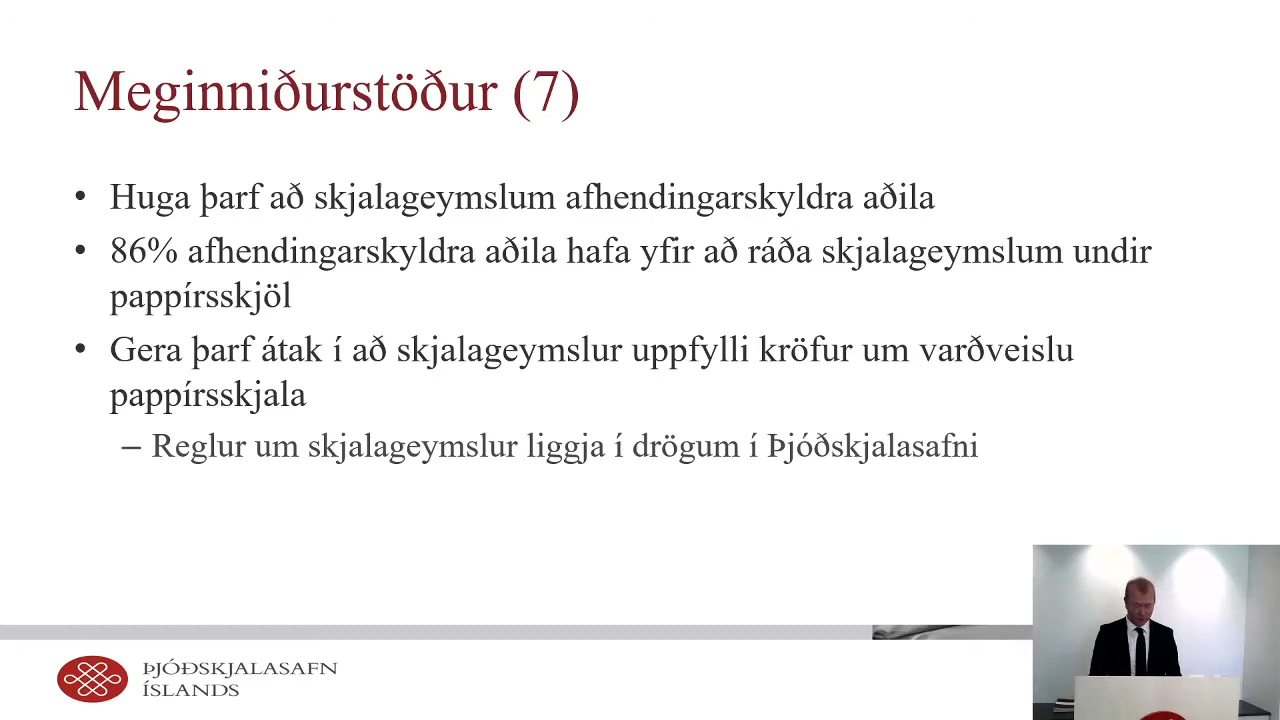 Meginniðurstöður (7)
• Huga þarf að skjalageymslum afhendingarskyldra aðila
• 86% afhendingarskyldra aðila hafa yfir að ráða skjalageymslum undir
pappírsskjöl
• Gera þarf átak í að skjalageymslur uppfylli kröfur um varðveislu
pappírsskjala
– Reglur um skjalageymslur liggja í drögum í Þjóðskjalasafni
ÞJÓÐSKJALASAFN
ÍSLANDS